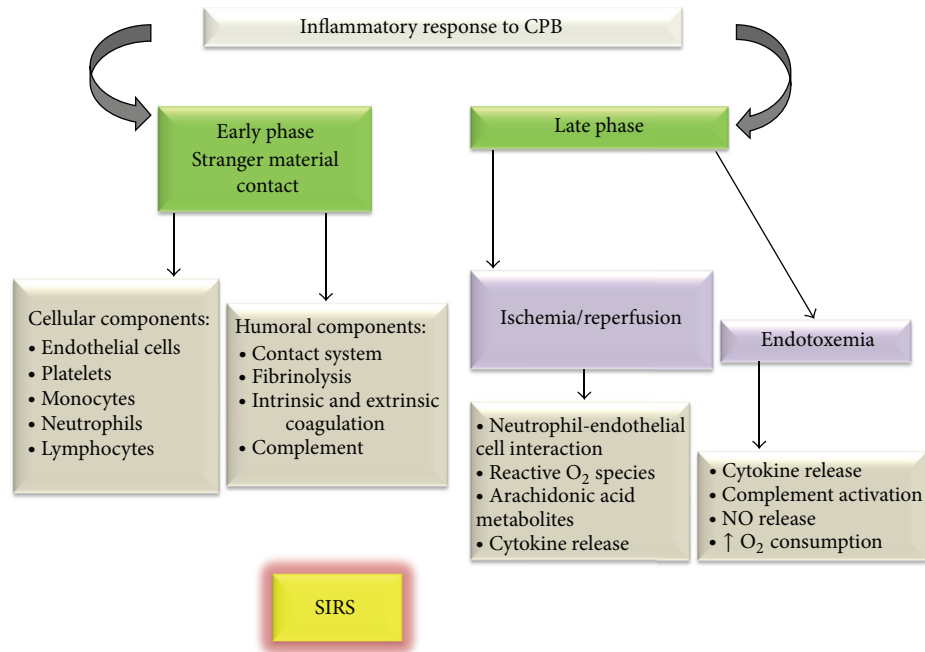 Inflammatory response to CPB
Early phase
Stranger material
contact
Late phase
Cellular components:
• Endothelial cells
• Platelets
• Monocytes
• Neutrophils
• Lymphocytes
Humoral components:
• Contact system
• Fibrinolysis
• Intrinsic and extrinsic
coagulation
• Complement
Ischemia/reperfusion
Endotoxemia
• Neutrophil-endothelial
cell interaction
• Reactive O₂ species
• Arachidonic acid
metabolites
• Cytokine release
• Cytokine release
• Complement activation
• NO release
• ↑ O₂ consumption
SIRS